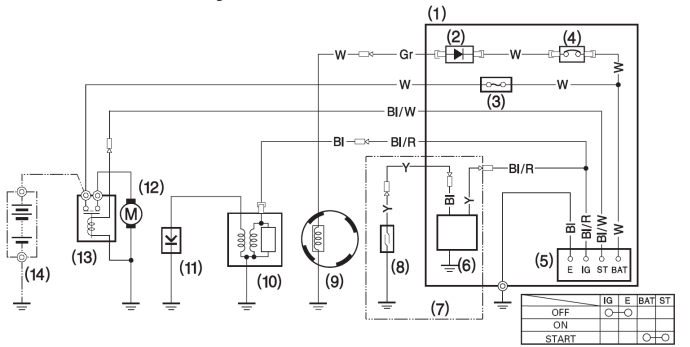 (1)
(2)
(4)
W
Gr
W
W
W
W
(3)
Bl/W
Bl
Bl/R
Y
Bl/R
(12)
M
Y
Bl
Y
Bl
Bl/R
Bl/W
W
(13)
(14)
(11)
(10)
(9)
(8)
(6)
(5)
E IG ST BAT
(7)
IG E BAT ST
OFF
ON
START